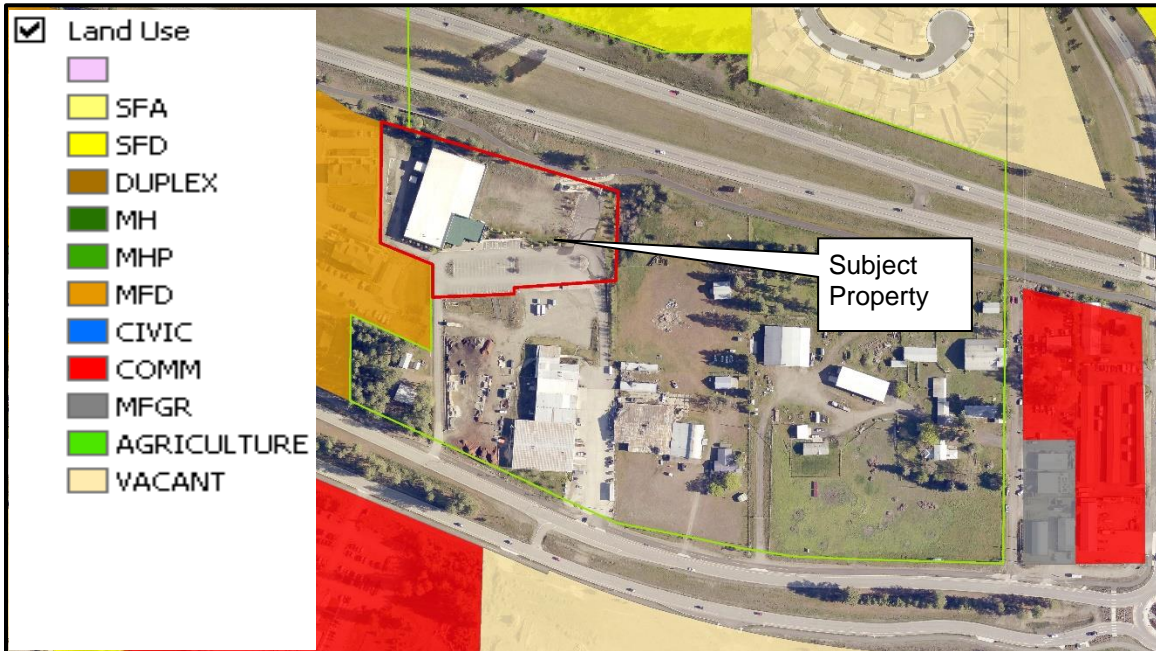 Land Use
SFA
SFD
DUPLEX
MH
MHP
MFD
CIVIC
COMM
MFGR
AGRICULTURE
VACANT
Subject
Property